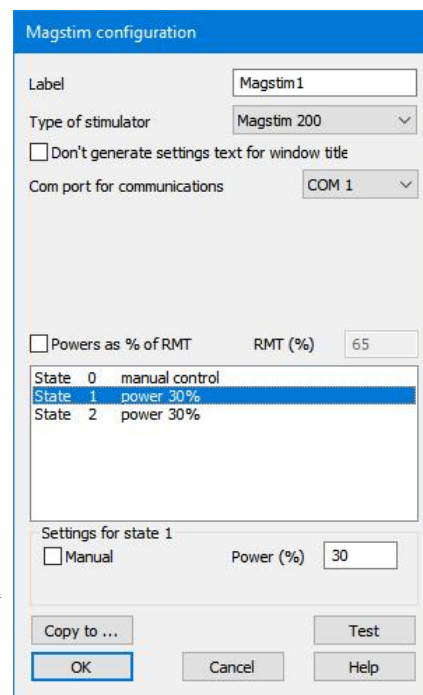 Magstim configuration
Label Magstim1
Type of stimulator Magstim 200
Don't generate settings text for window title
Com port for communications COM 1
Powers as % of RMT RMT (%) 65
State 0 manual control
State 1 power 30%
State 2 power 30%
Settings for state 1
Manual Power (%) 30
Copy to ... Test
OK Cancel Help